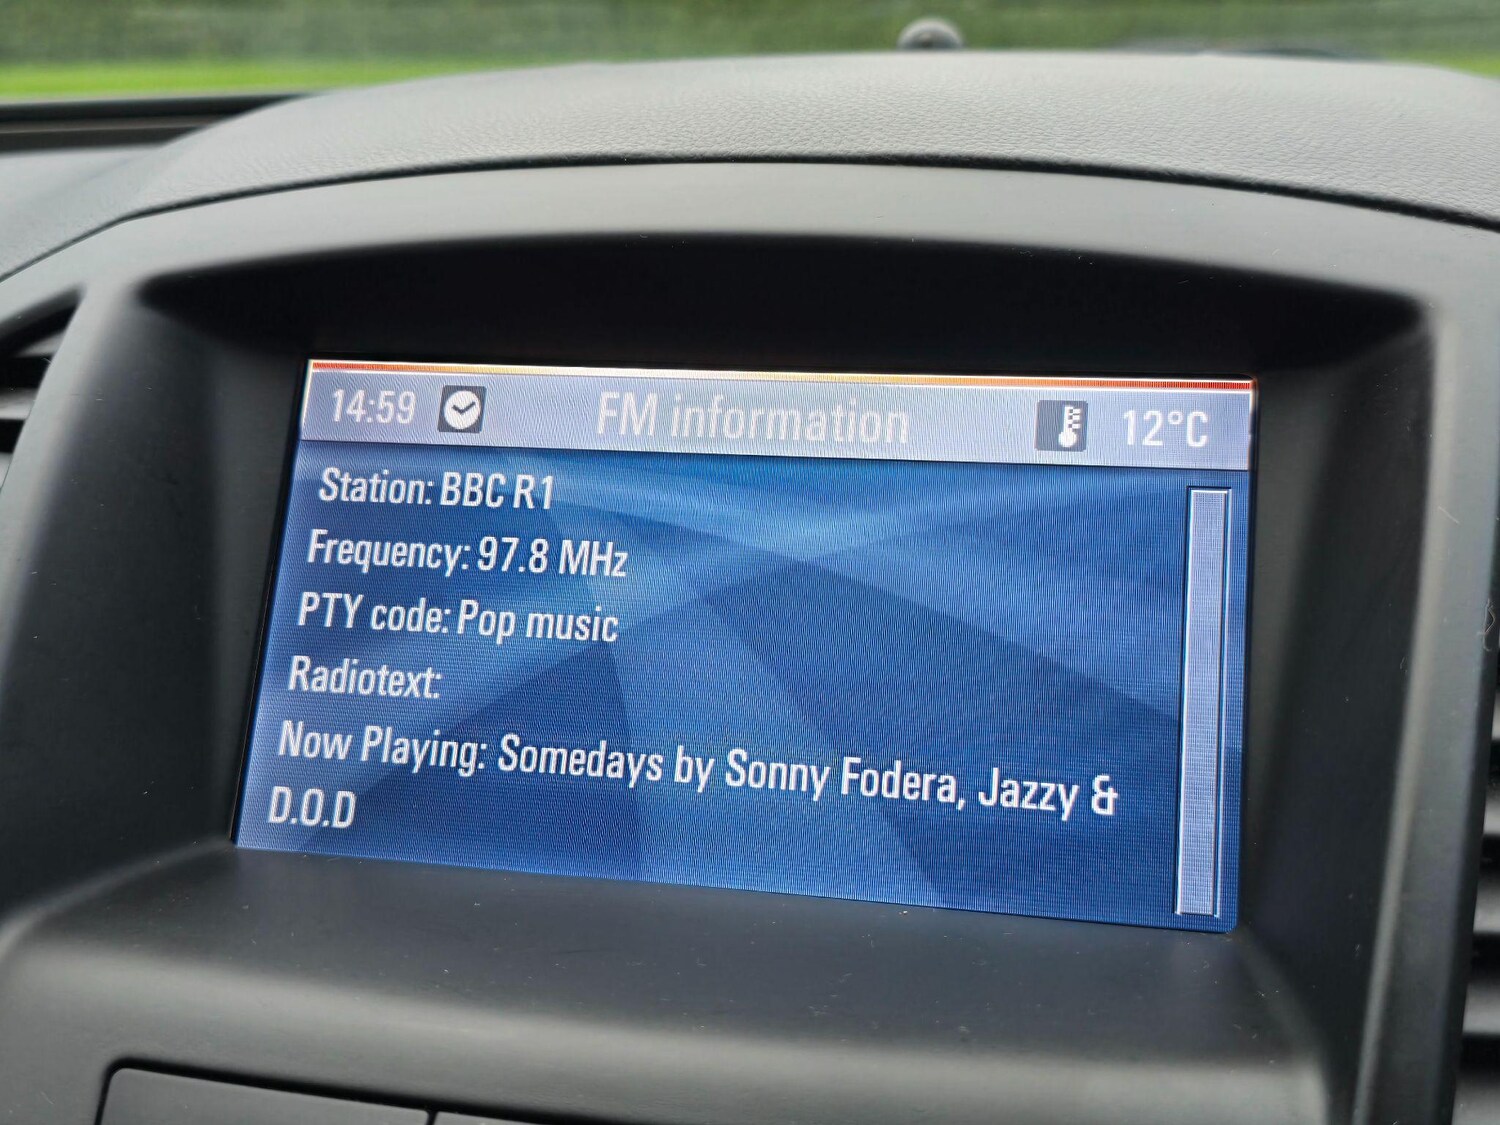 14:59 FM information 12°C
Station: BBC R1
Frequency: 97.8 MHz
PTY code: Pop music
Radiotext:
Now Playing: Somedays by Sonny Fodera, Jazzy &
D.O.D